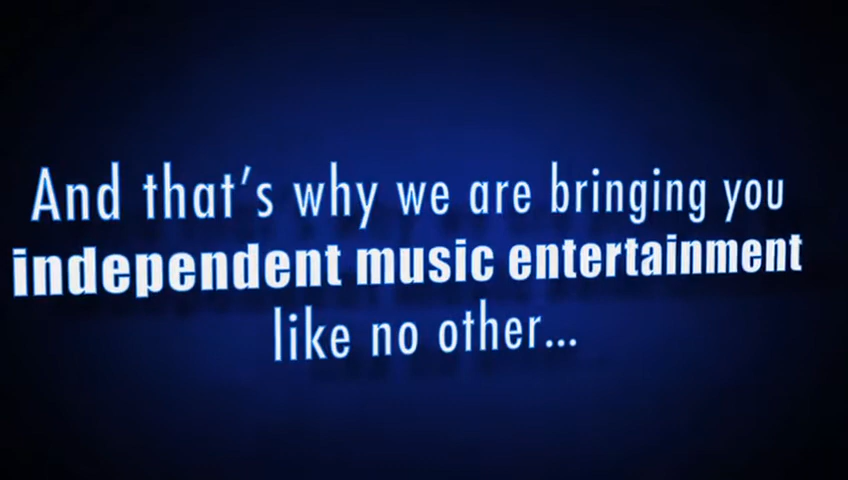 And that's why we are bringing you
independent music entertainment
like no other...